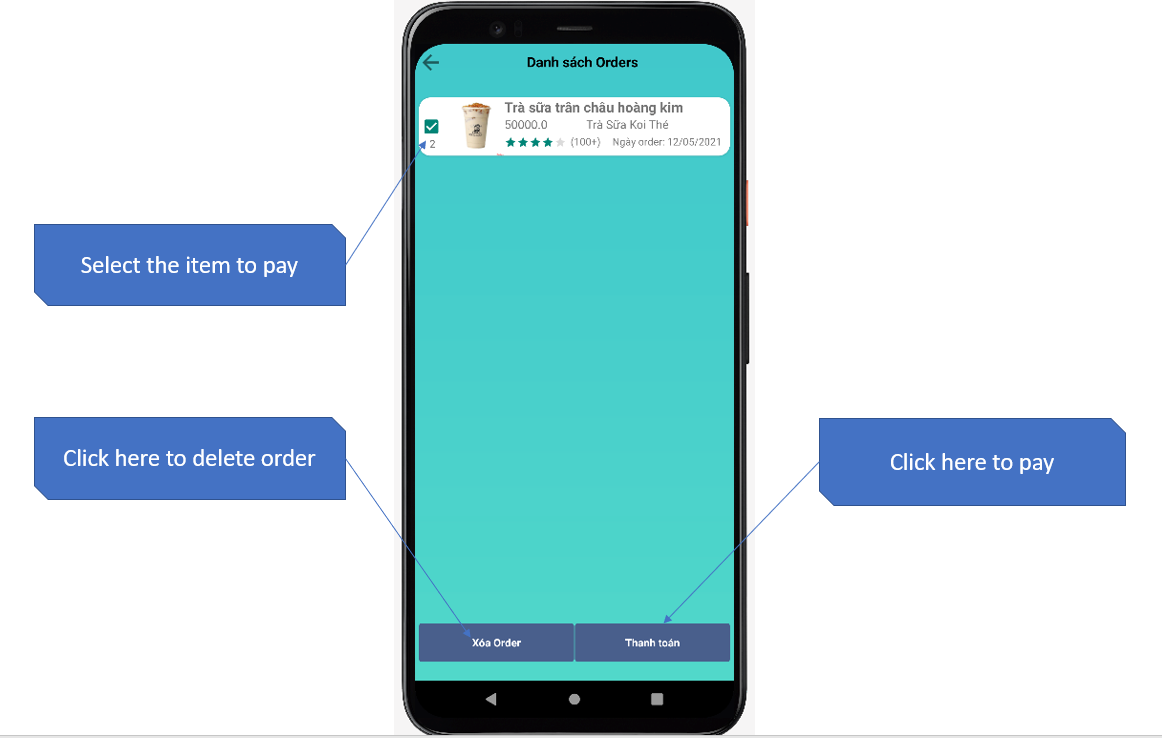 Danh sách Orders
Trà sữa trân châu hoàng kim
50000.0 Trà Sữa Koi Thé
(100+) Ngày order: 12/05/2021
2
Select the item to pay
Click here to delete order
Click here to pay
Xóa Order
Thanh toán